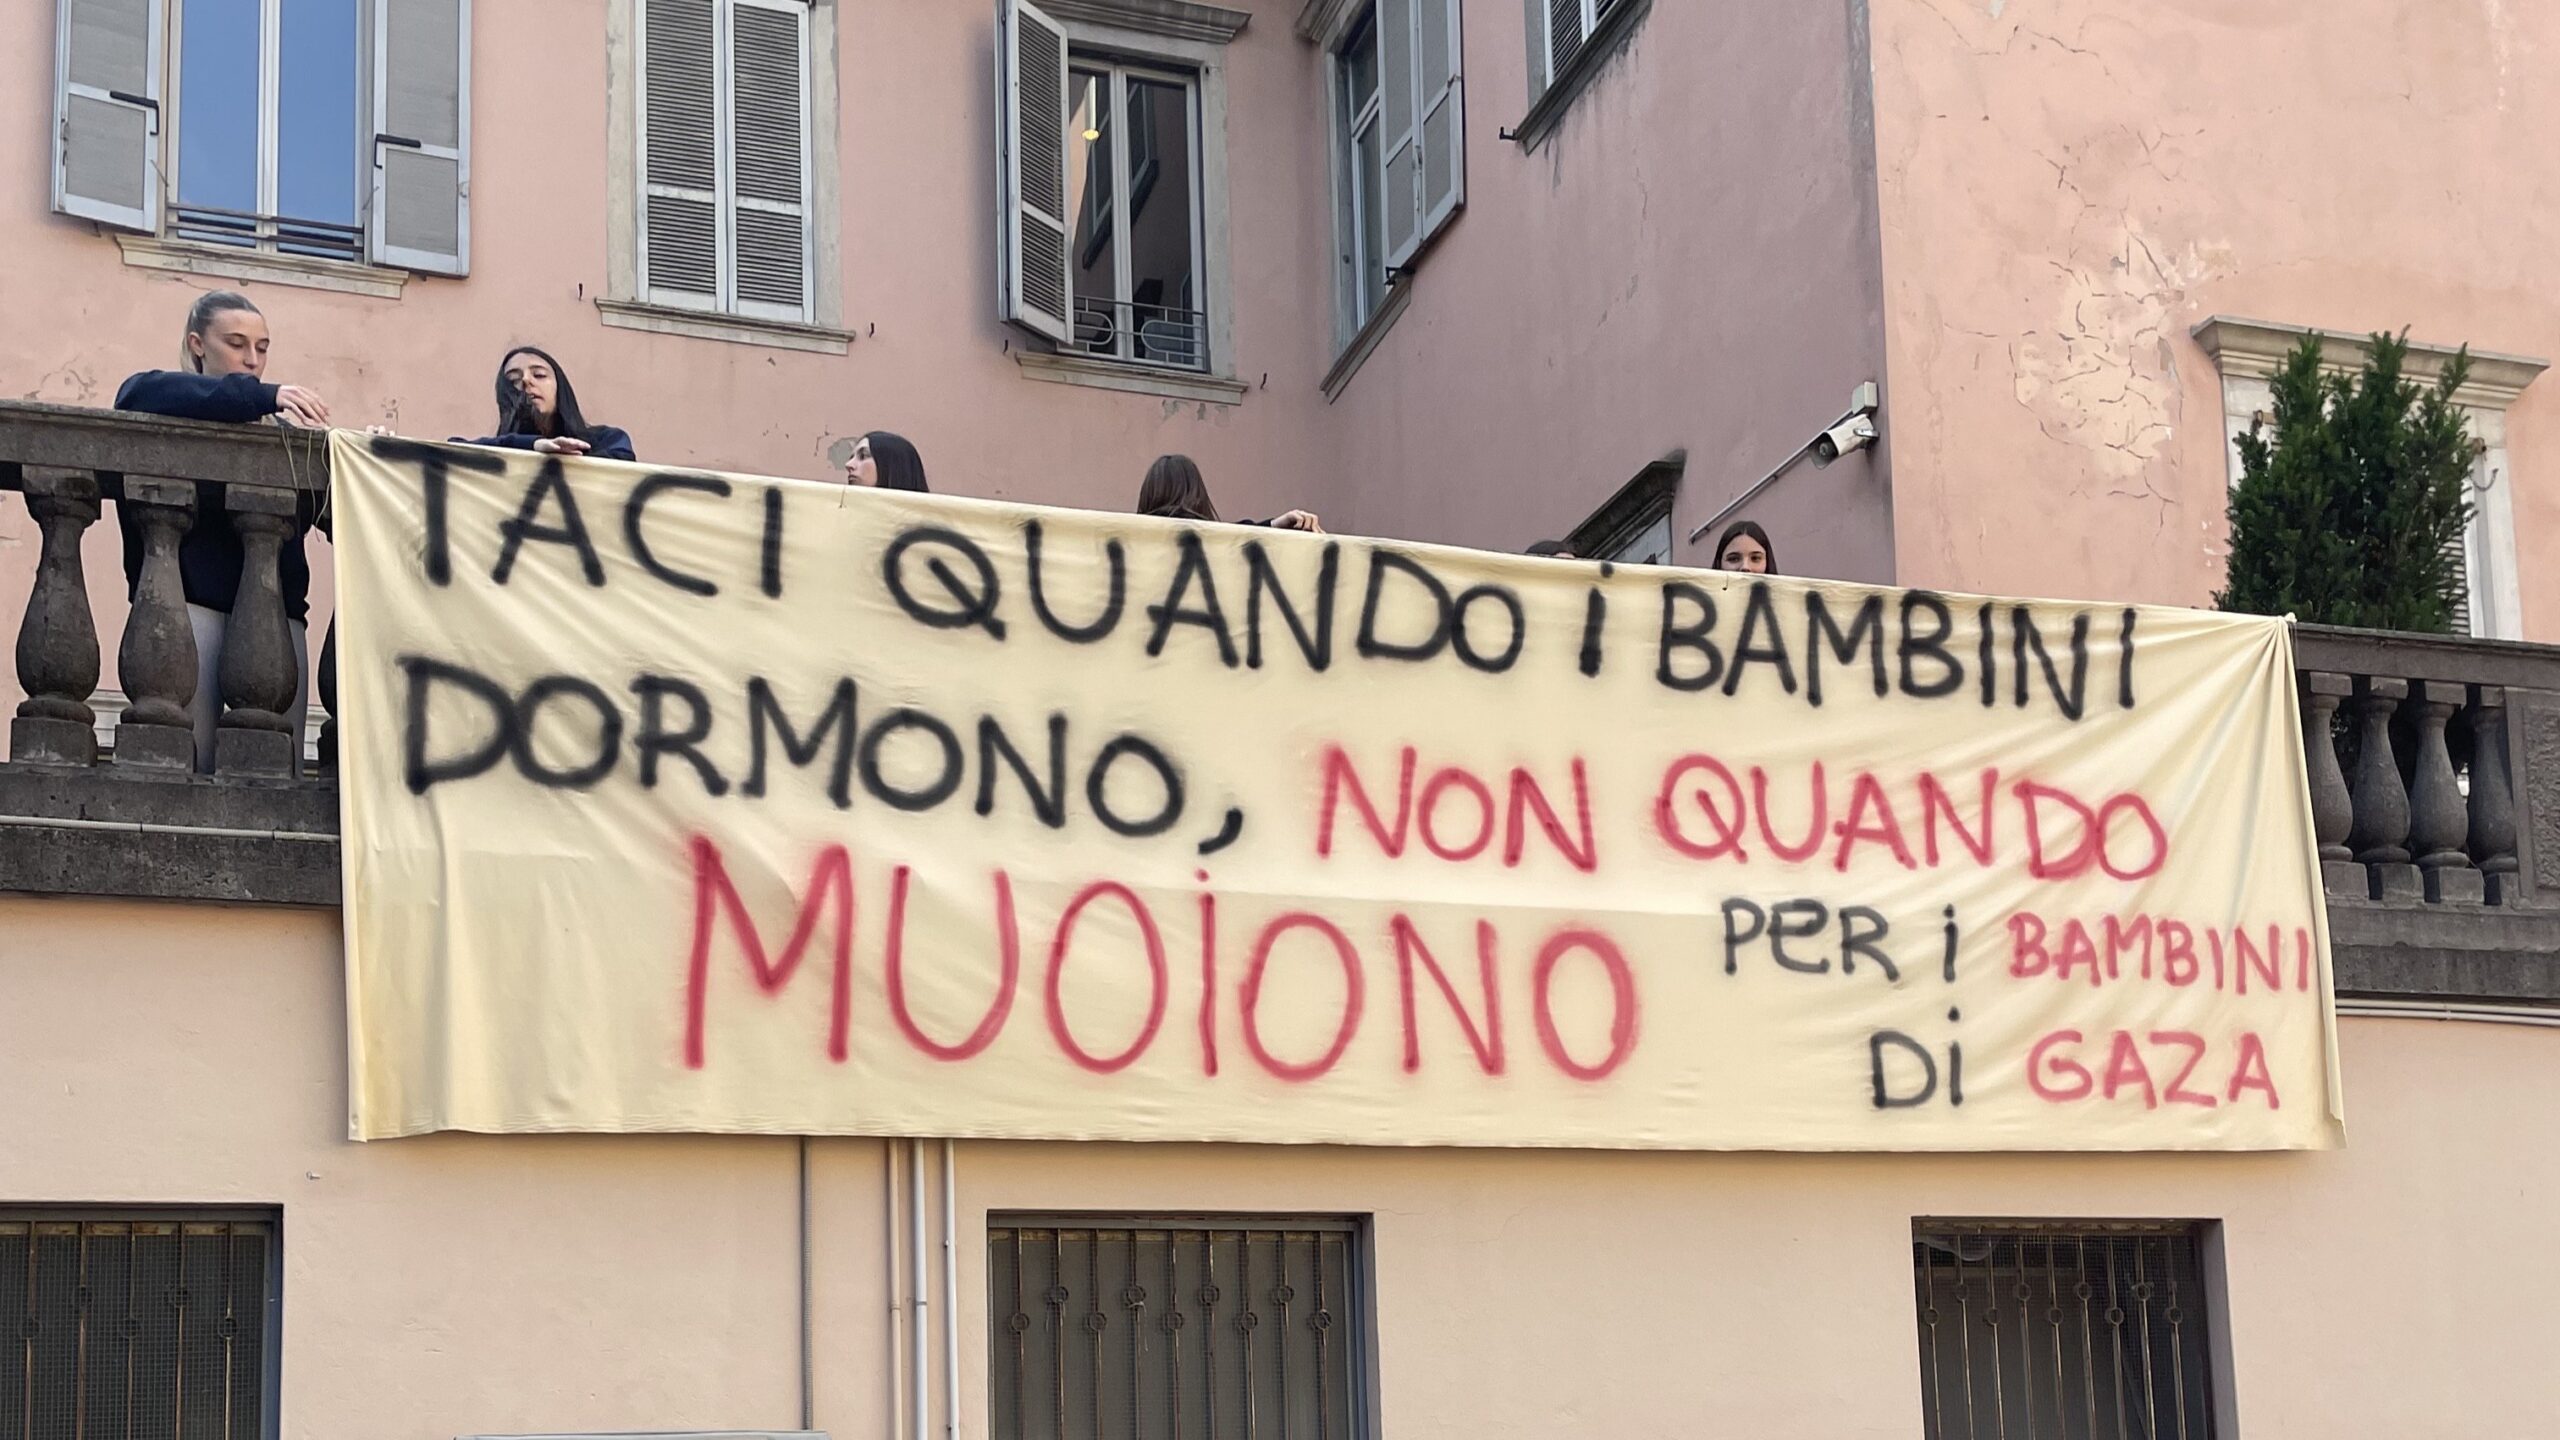 TACI QUANDO i BAMBINI
DORMONO, NON QUANDO
MUOiONO
PER i BAMBINI
Di GAZA